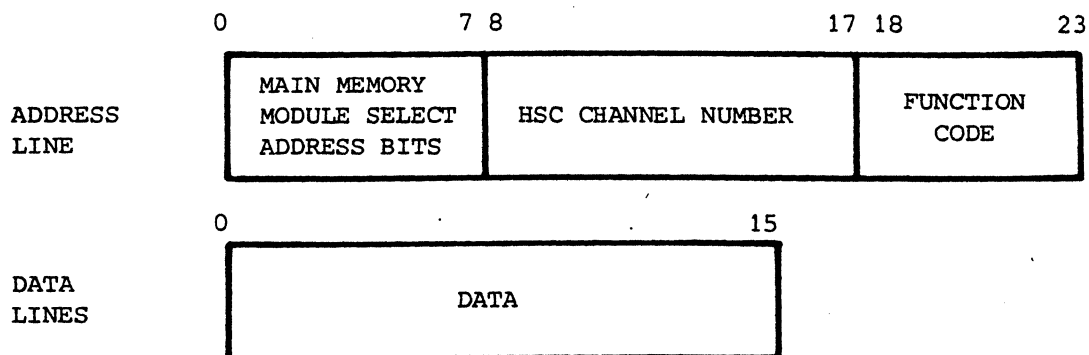 0 7 8 17 18 23
ADDRESS LINE
MAIN MEMORY MODULE SELECT ADDRESS BITS
HSC CHANNEL NUMBER
FUNCTION CODE
0 15
DATA LINES
DATA